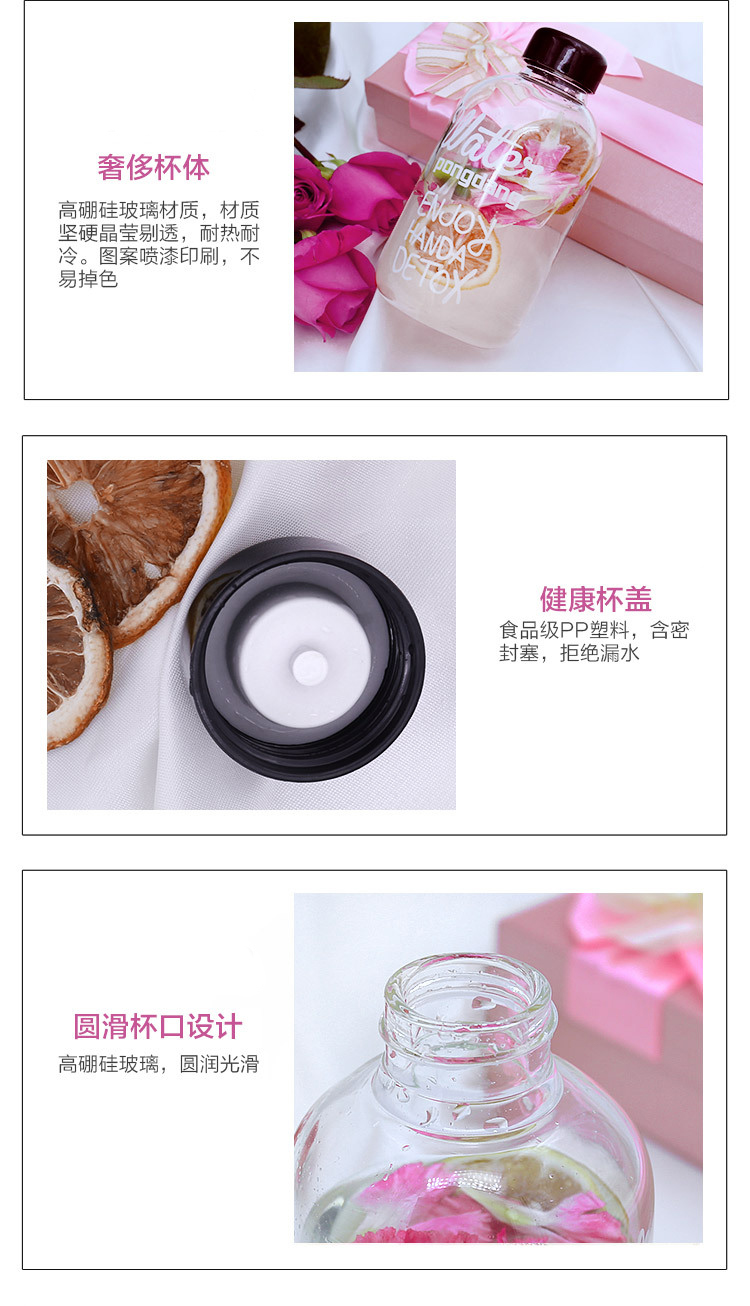 奢侈杯体
高硼硅玻璃材质，材质
坚硬晶莹剔透，耐热耐
冷。图案喷漆印刷，不
易掉色
Water
pongdang
ENJOY
HANDA
DETOX
健康杯盖
食品级PP塑料，含密
封塞，拒绝漏水
圆滑杯口设计
高硼硅玻璃，圆润光滑